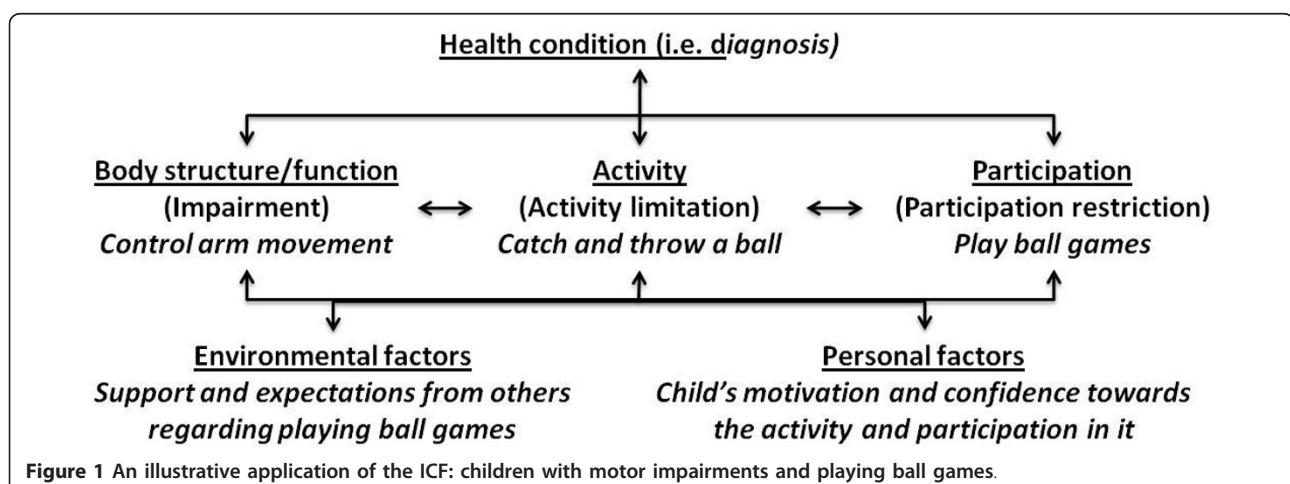 Health condition (i.e. diagnosis)
Body structure/function
(Impairment)
Control arm movement
Activity
(Activity limitation)
Catch and throw a ball
Participation
(Participation restriction)
Play ball games
Environmental factors
Support and expectations from others
regarding playing ball games
Personal factors
Child's motivation and confidence towards
the activity and participation in it
Figure 1 An illustrative application of the ICF: children with motor impairments and playing ball games.